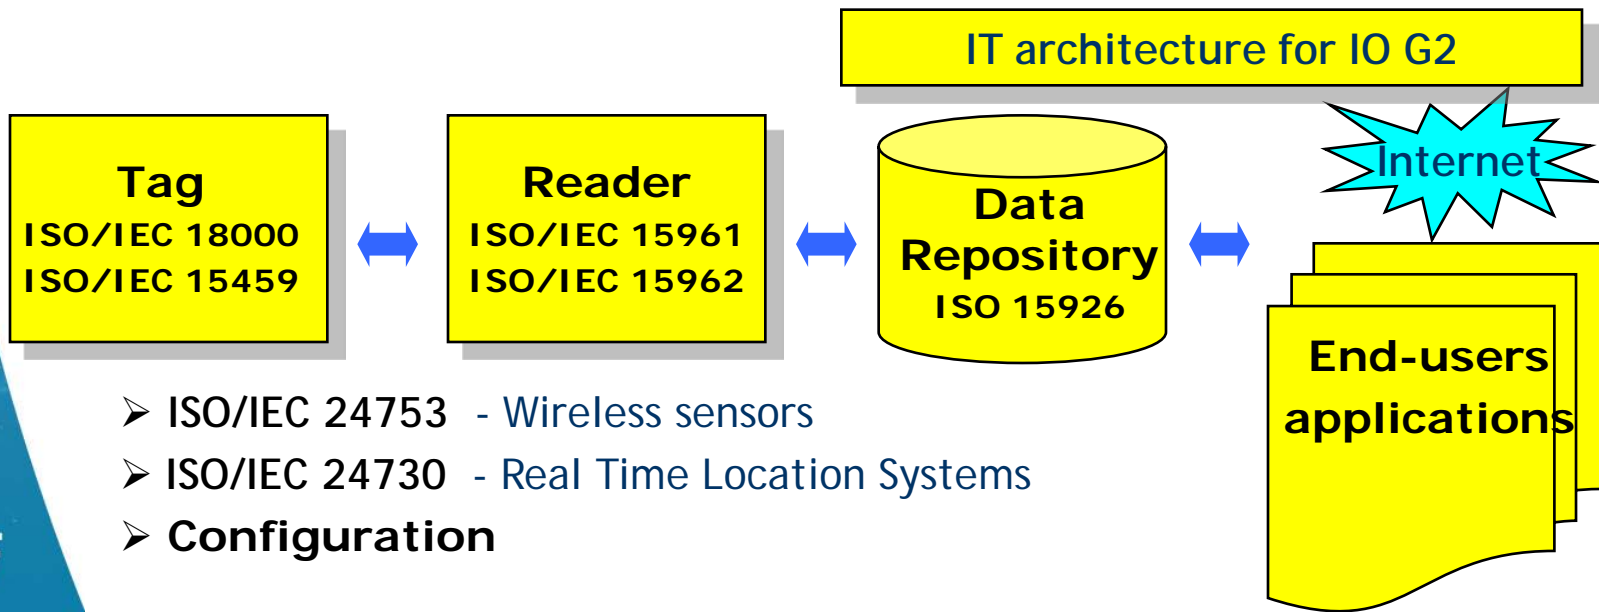 IT architecture for IO G2
Tag
ISO/IEC 18000
ISO/IEC 15459
Reader
ISO/IEC 15961
ISO/IEC 15962
Data
Repository
ISO 15926
Internet
End-users
applications
➢ ISO/IEC 24753 - Wireless sensors
➢ ISO/IEC 24730 - Real Time Location Systems
➢ Configuration